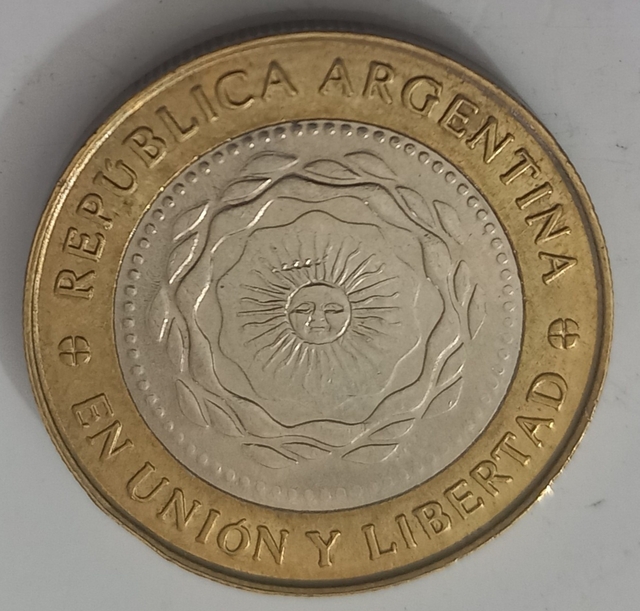 REPÚBLICA ARGENTINA
EN UNIÓN Y LIBERTAD